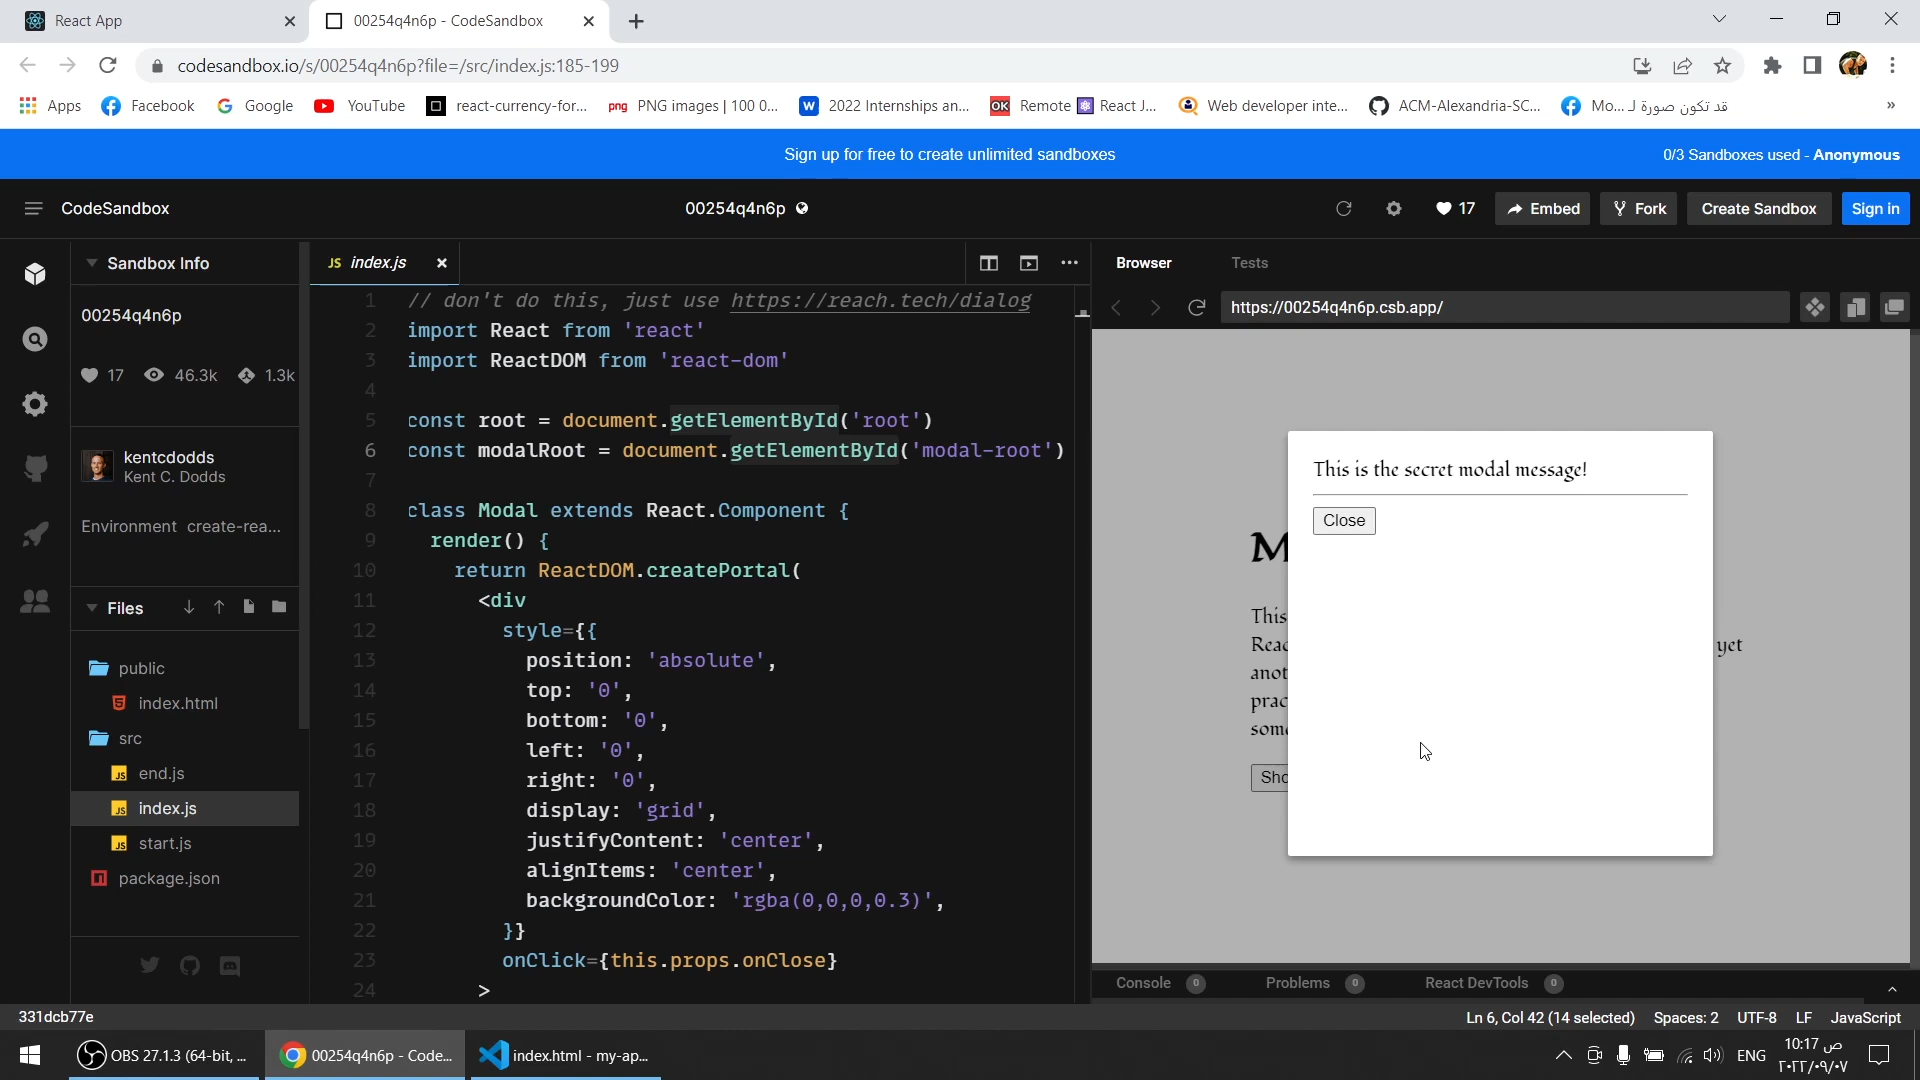 React App
00254q4n6p - CodeSandbox
codesandbox.io/s/00254q4n6p?file=/src/index.js:185-199
Apps
Facebook
Google
YouTube
react-currency-for...
PNG images | 100 0...
2022 Internships an...
Remote
React J...
Web developer inte...
ACM-Alexandria-SC...
قد تكون صورة لـ ...Mo
»
Sign up for free to create unlimited sandboxes
0/3 Sandboxes used - Anonymous
CodeSandbox
00254q4n6p
17
Embed
Fork
Create Sandbox
Sign in
Sandbox Info
00254q4n6p
17 46.3k 1.3k
kentcdodds
Kent C. Dodds
Environment create-rea...
Files
public
index.html
src
end.js
index.js
start.js
package.json
JS index.js
1 // don't do this, just use https://reach.tech/dialog
2 import React from 'react'
3 import ReactDOM from 'react-dom'
4
5 const root = document.getElementById('root')
6 const modalRoot = document.getElementById('modal-root')
7
8 class Modal extends React.Component {
9 render() {
10 return ReactDOM.createPortal(
11 <div
12 style={{
13 position: 'absolute',
14 top: '0',
15 bottom: '0',
16 left: '0',
17 right: '0',
18 display: 'grid',
19 justifyContent: 'center',
20 alignItems: 'center',
21 backgroundColor: 'rgba(0,0,0,0.3)',
22 }}
23 onClick={this.props.onClose}
24 >
Browser
Tests
https://00254q4n6p.csb.app/
This is the secret modal message!
Close
M
This
Reac
yet
anot
prac
some
Sho
Console 0
Problems 0
React DevTools 0
331dcb77e
Ln 6, Col 42 (14 selected)
Spaces: 2
UTF-8
LF
JavaScript
OBS 27.1.3 (64-bit, ...
00254q4n6p - Code...
index.html - my-ap...
ENG
10:17 ص
٢٠٢٢/٠٩/٠٧